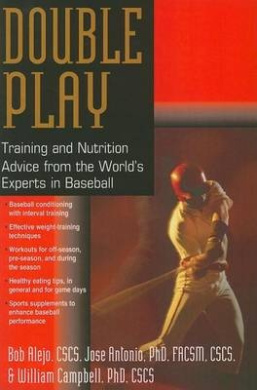 DOUBLE
PLAY
Training and Nutrition
Advice from the World's
Experts in Baseball
• Baseball conditioning
with interval training
• Effective weight-training
techniques
• Workouts for off-season,
pre-season, and during
the season
• Healthy eating tips, in
general and for game days
• Sports supplements to
enhance baseball
performance
Bob Alejo, CSCS, Jose Antonio, PhD, FACSM, CSCS,
& William Campbell, PhD, CSCS